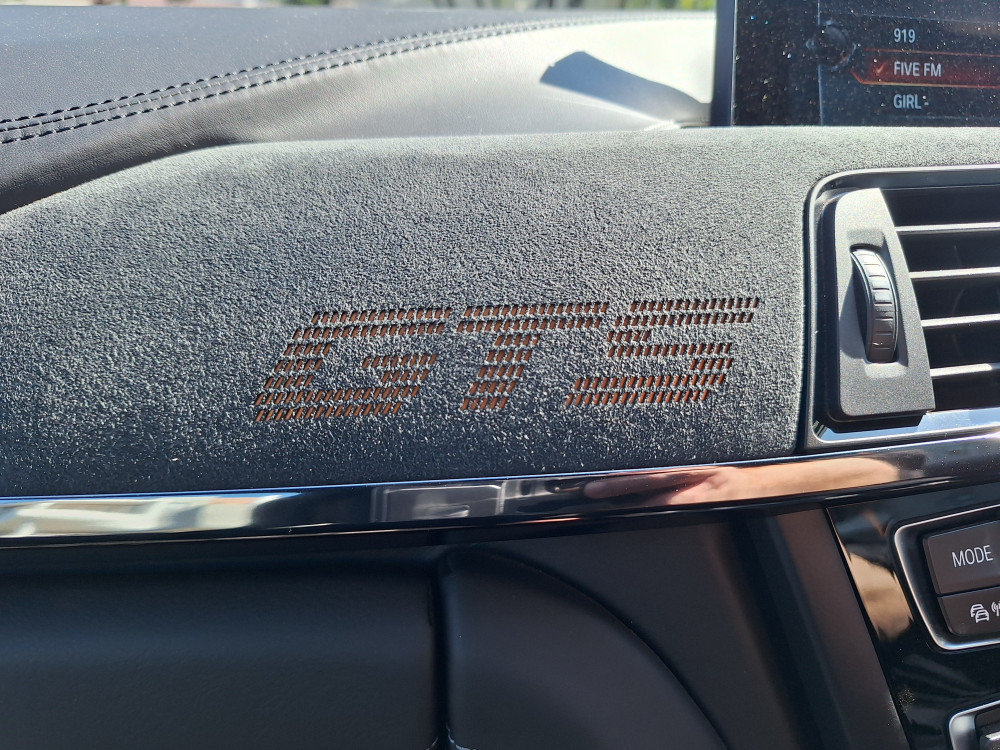 919
FIVE FM
GIRL
GTS
MODE